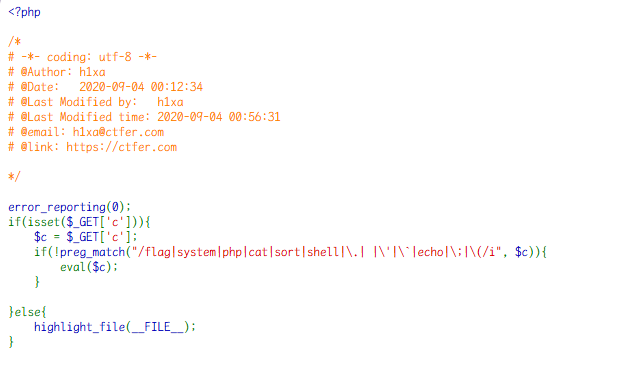 <?php
/*
# -*- coding: utf-8 -*-
# @Author: h1xa
# @Date:   2020-09-04 00:12:34
# @Last Modified by:   h1xa
# @Last Modified time: 2020-09-04 00:56:31
# @email: h1xa@ctfer.com
# @link: https://ctfer.com
*/
error_reporting(0);
if(isset($_GET['c'])){
    $c = $_GET['c'];
    if(!preg_match("/flag|system|php|cat|sort|shell|\.| |\'|\`|echo|\;|\(/i", $c)){
        eval($c);
    }
}else{
    highlight_file(__FILE__);
}